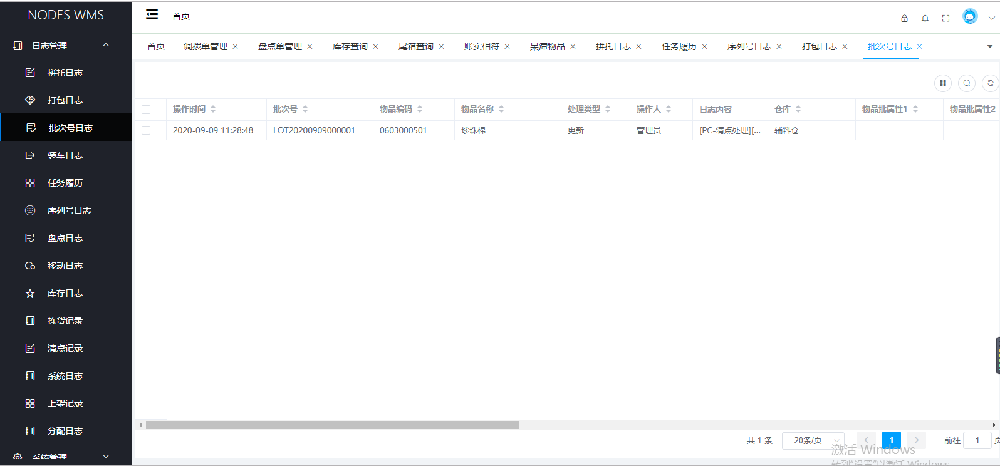 NODES WMS
首页
日志管理
拼托日志
打包日志
批次号日志
装车日志
任务履历
序列号日志
盘点日志
移动日志
库存日志
拣货记录
清点记录
系统日志
上架记录
分配日志
系统管理
首页 调拨单管理 盘点单管理 库存查询 尾箱查询 账实相符 呆滞物品 拼托日志 任务履历 序列号日志 打包日志 批次号日志
操作时间 批次号 物品编码 物品名称 处理类型 操作人 日志内容 仓库 物品批属性1 物品批属性2
2020-09-09 11:28:48 LOT20200909000001 0603000501 珍珠棉 更新 管理员 [PC-清点处理][... 辅料仓
共 1 条 20条/页 1 前往 1 页
激活 Windows
转到"设置"以激活 Windows